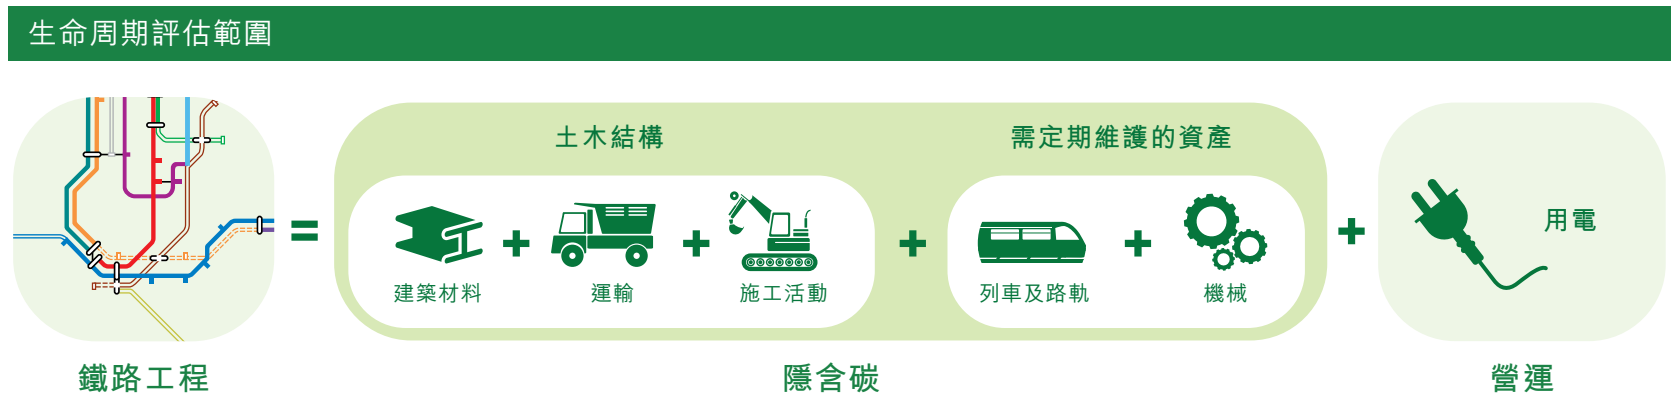 生命周期評估範圍
土木結構
需定期維護的資產
建築材料
運輸
施工活動
列車及路軌
機械
用電
鐵路工程
隱含碳
營運